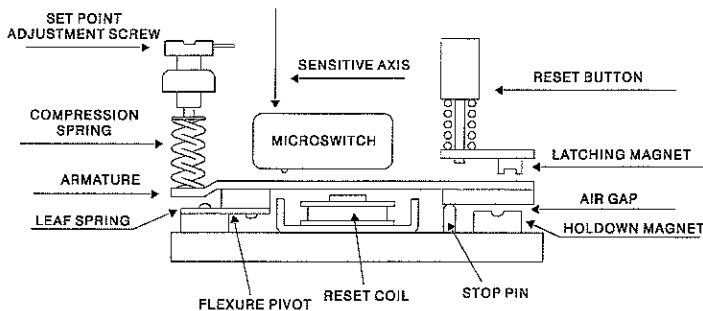 SET POINT
ADJUSTMENT SCREW
SENSITIVE AXIS
RESET BUTTON
COMPRESSION
SPRING
MICROSWITCH
LATCHING MAGNET
ARMATURE
AIR GAP
LEAF SPRING
HOLDOWN MAGNET
FLEXURE PIVOT
RESET COIL
STOP PIN